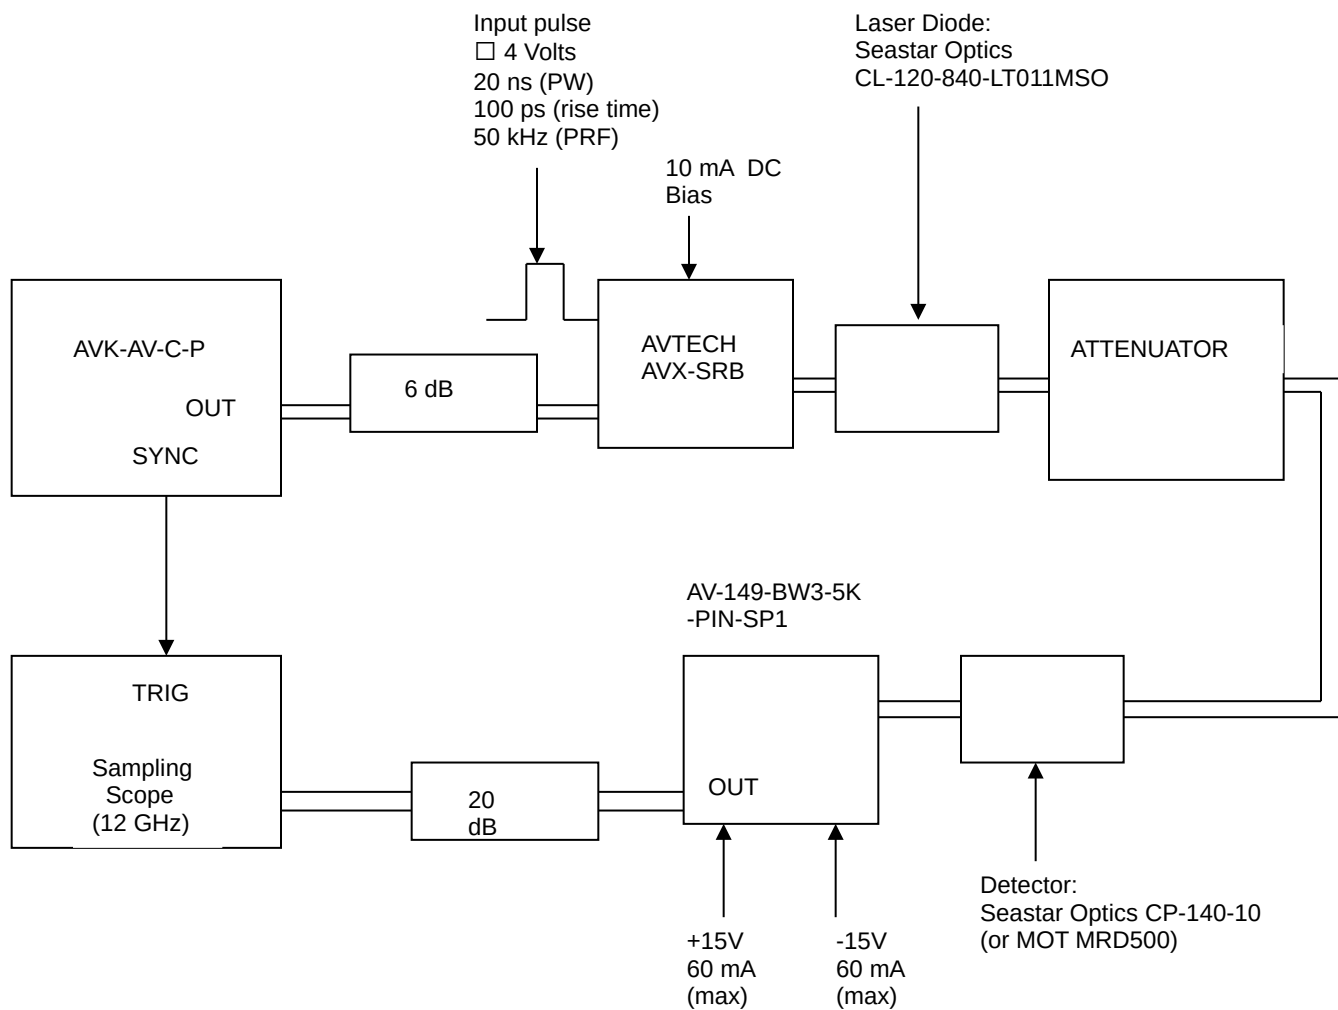 Input pulse
□ 4 Volts
20 ns (PW)
100 ps (rise time)
50 kHz (PRF)
Laser Diode:
Seastar Optics
CL-120-840-LT011MSO
10 mA  DC
Bias
AVK-AV-C-P
OUT
SYNC
6 dB
AVTECH
AVX-SRB
ATTENUATOR
AV-149-BW3-5K
-PIN-SP1
TRIG
Sampling
Scope
(12 GHz)
20
dB
OUT
+15V
60 mA
(max)
-15V
60 mA
(max)
Detector:
Seastar Optics CP-140-10
(or MOT MRD500)